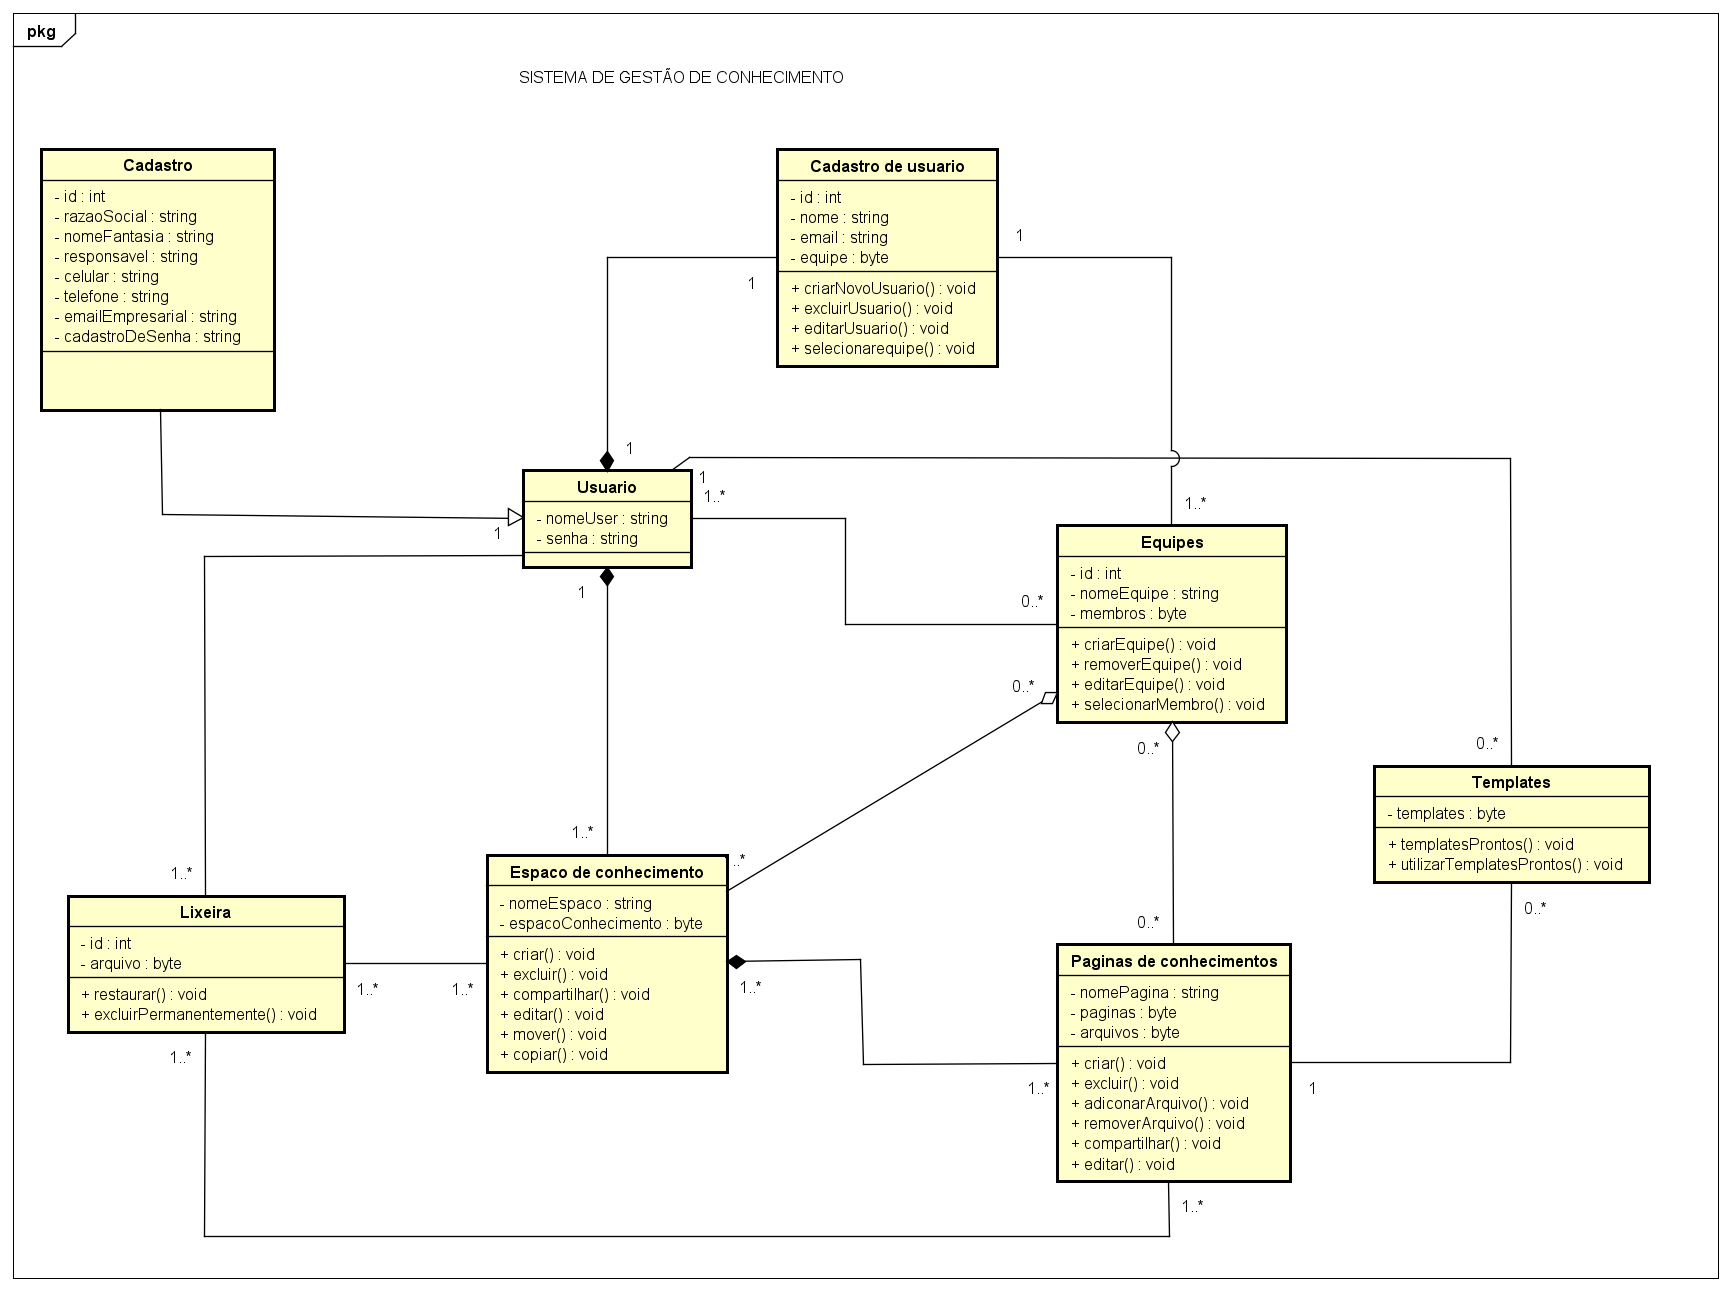 pkg
SISTEMA DE GESTÃO DE CONHECIMENTO
Cadastro
- id : int
- razaoSocial : string
- nomeFantasia : string
- responsavel : string
- celular : string
- telefone : string
- emailEmpresarial : string
- cadastroDeSenha : string
Cadastro de usuario
- id : int
- nome : string
- email : string
- equipe : byte
+ criarNovoUsuario() : void
+ excluirUsuario() : void
+ editarUsuario() : void
+ selecionarequipe() : void
1
1
1
1
1..*
1..*
1
Usuario
- nomeUser : string
- senha : string
1
Equipes
- id : int
- nomeEquipe : string
- membros : byte
+ criarEquipe() : void
+ removerEquipe() : void
+ editarEquipe() : void
+ selecionarMembro() : void
0..*
0..*
0..*
0..*
Templates
- templates : byte
+ templatesProntos() : void
+ utilizarTemplatesProntos() : void
0..*
1..*
..*
1..*
Espaco de conhecimento
- nomeEspaco : string
- espacoConhecimento : byte
+ criar() : void
+ excluir() : void
+ compartilhar() : void
+ editar() : void
+ mover() : void
+ copiar() : void
Lixeira
- id : int
- arquivo : byte
+ restaurar() : void
+ excluirPermanentemente() : void
1..*
1..*
1..*
1..*
0..*
Paginas de conhecimentos
- nomePagina : string
- paginas : byte
- arquivos : byte
+ criar() : void
+ excluir() : void
+ adiconarArquivo() : void
+ removerArquivo() : void
+ compartilhar() : void
+ editar() : void
1..*
1
1..*